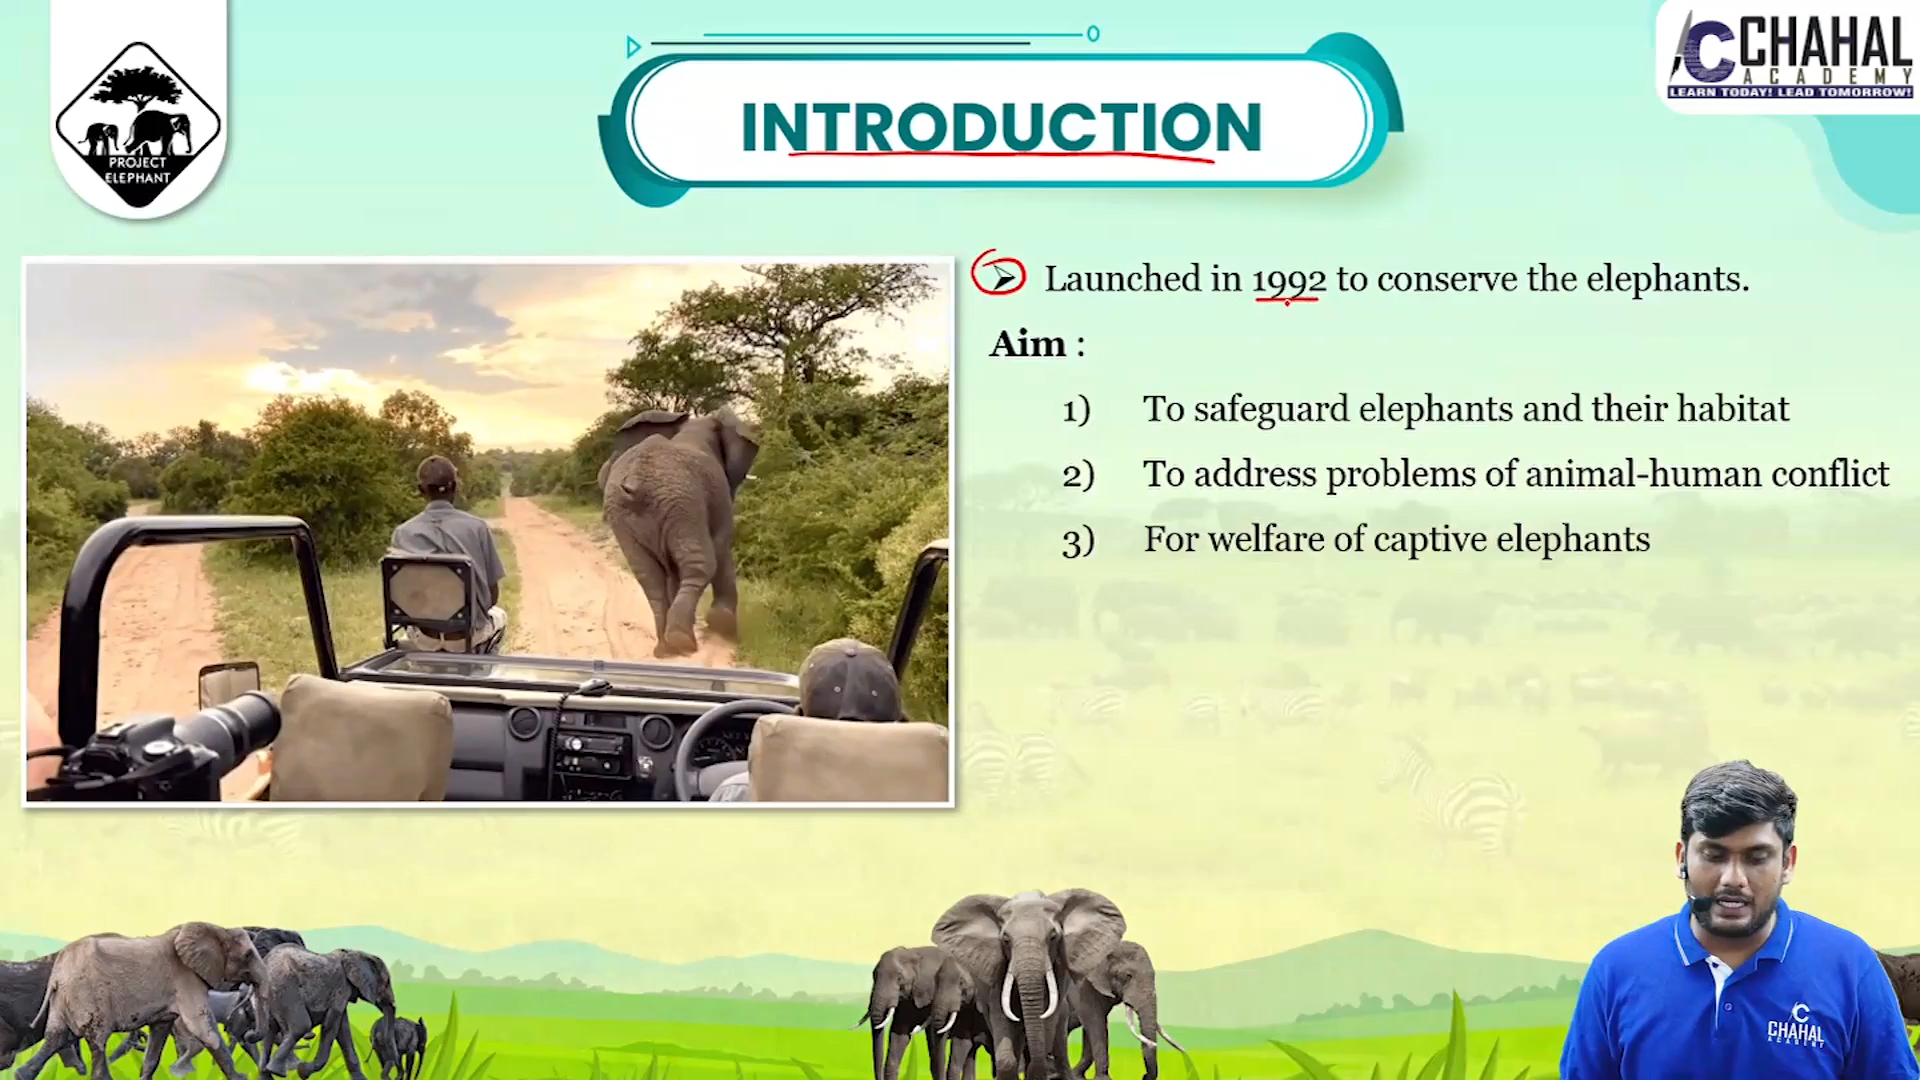 PROJECT
ELEPHANT
INTRODUCTION
CHAHAL
ACADEMY
LEARN TODAY! LEAD TOMORROW!
➢ Launched in 1992 to conserve the elephants.
Aim :
1) To safeguard elephants and their habitat
2) To address problems of animal-human conflict
3) For welfare of captive elephants
CHAHAL
ACADEMY